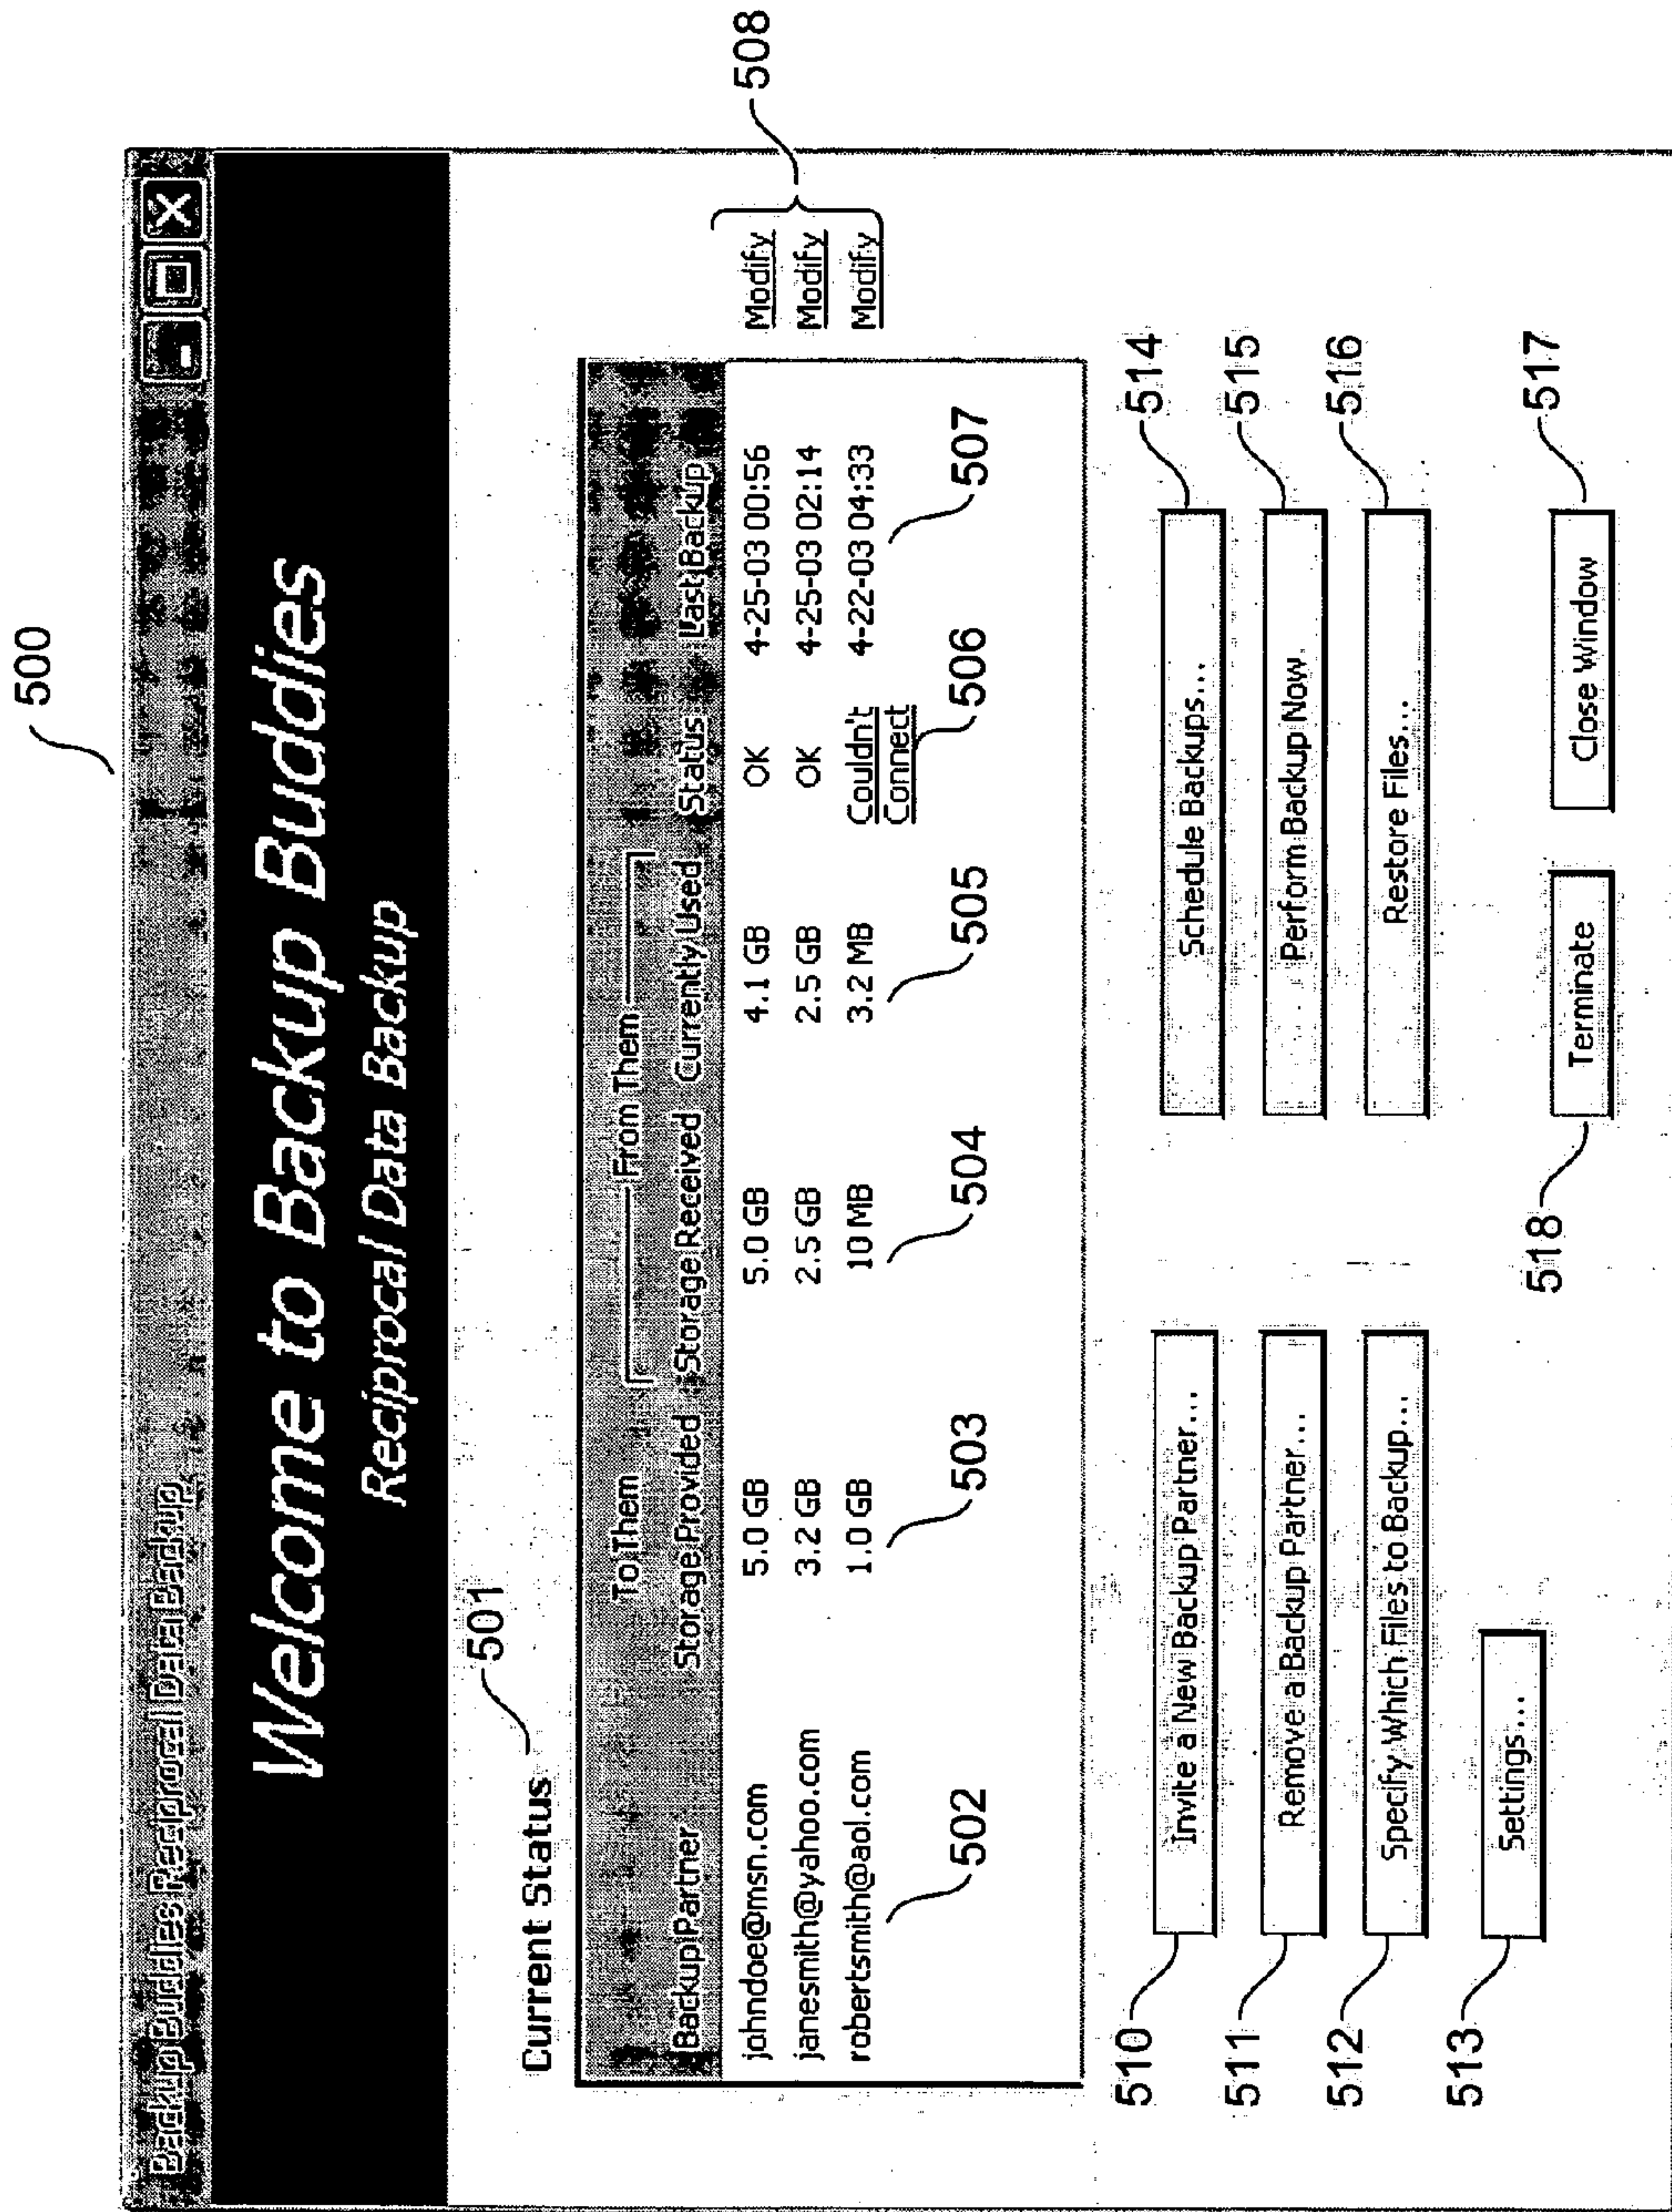 500
Backup Buddies Reciprocal Data Backup
Welcome to Backup Buddies
Reciprocal Data Backup
Current Status 501
To Them From Them
Backup Partner Storage Provided Storage Received Currently Used Status Last Backup
johndoe@msn.com 5.0 GB 5.0 GB 4.1 GB OK 4-25-03 00:56 Modify
janesmith@yahoo.com 3.2 GB 2.5 GB 2.5 GB OK 4-25-03 02:14 Modify
robertsmith@aol.com 1.0 GB 10 MB 3.2 MB Couldn't 4-22-03 04:33 Modify
Connect
508
502 503 504 505 506 507
510 Invite a New Backup Partner... Schedule Backups... 514
511 Remove a Backup Partner... Perform Backup Now 515
512 Specify Which Files to Backup... Restore Files... 516
513 Settings... 518 Terminate Close Window 517